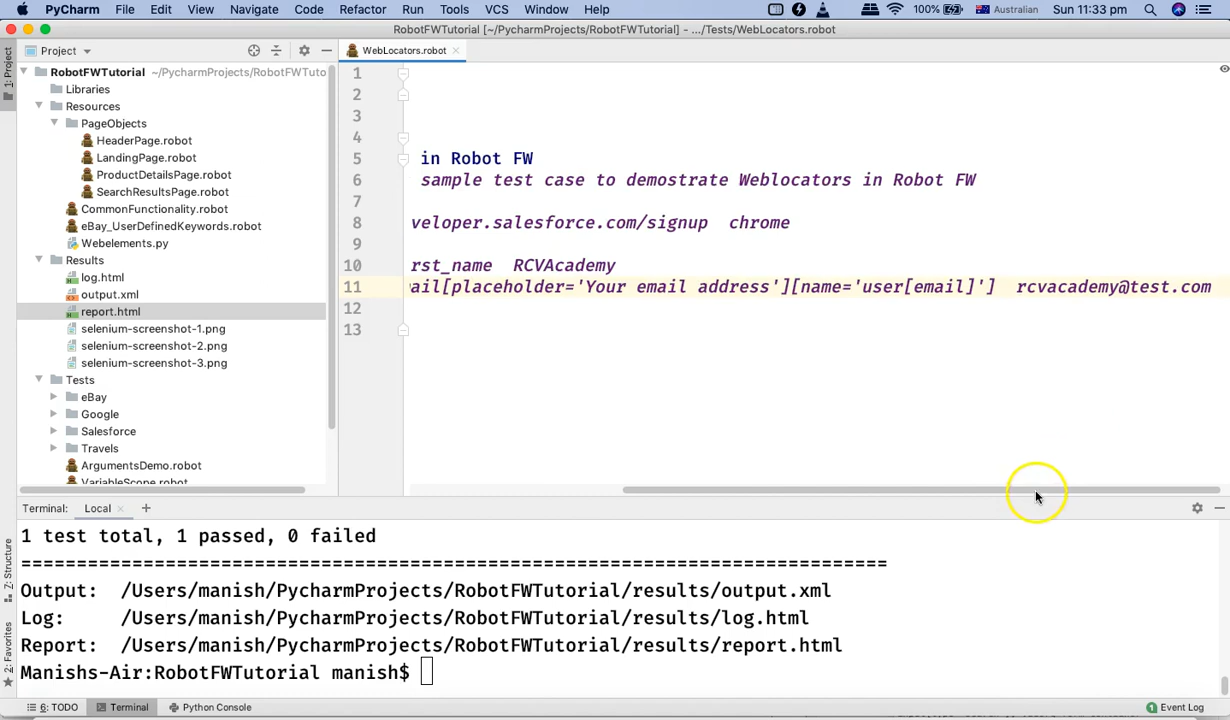 PyCharm File Edit View Navigate Code Refactor Run Tools VCS Window Help 100% Australian Sun 11:33 pm
RobotFWTutorial [~/PycharmProjects/RobotFWTutorial] - .../Tests/WebLocators.robot
Project
WebLocators.robot
1: Project
RobotFWTutorial ~/PycharmProjects/RobotFWTuto
Libraries
Resources
PageObjects
HeaderPage.robot
LandingPage.robot
ProductDetailsPage.robot
SearchResultsPage.robot
CommonFunctionality.robot
eBay_UserDefinedKeywords.robot
Webelements.py
Results
log.html
output.xml
report.html
selenium-screenshot-1.png
selenium-screenshot-2.png
selenium-screenshot-3.png
Tests
eBay
Google
Salesforce
Travels
ArgumentsDemo.robot
VariableScope.robot
1
2
3
4
5 in Robot FW
6 sample test case to demostrate Weblocators in Robot FW
7
8 veloper.salesforce.com/signup chrome
9
10 rst_name RCVAcademy
11 ail[placeholder='Your email address'][name='user[email]'] rcvacademy@test.com
12
13
Terminal: Local +
1 test total, 1 passed, 0 failed
==============================================================================
Output: /Users/manish/PycharmProjects/RobotFWTutorial/results/output.xml
Log: /Users/manish/PycharmProjects/RobotFWTutorial/results/log.html
Report: /Users/manish/PycharmProjects/RobotFWTutorial/results/report.html
Manishs-Air:RobotFWTutorial manish$
7: Structure
2: Favorites
6: TODO Terminal Python Console Event Log